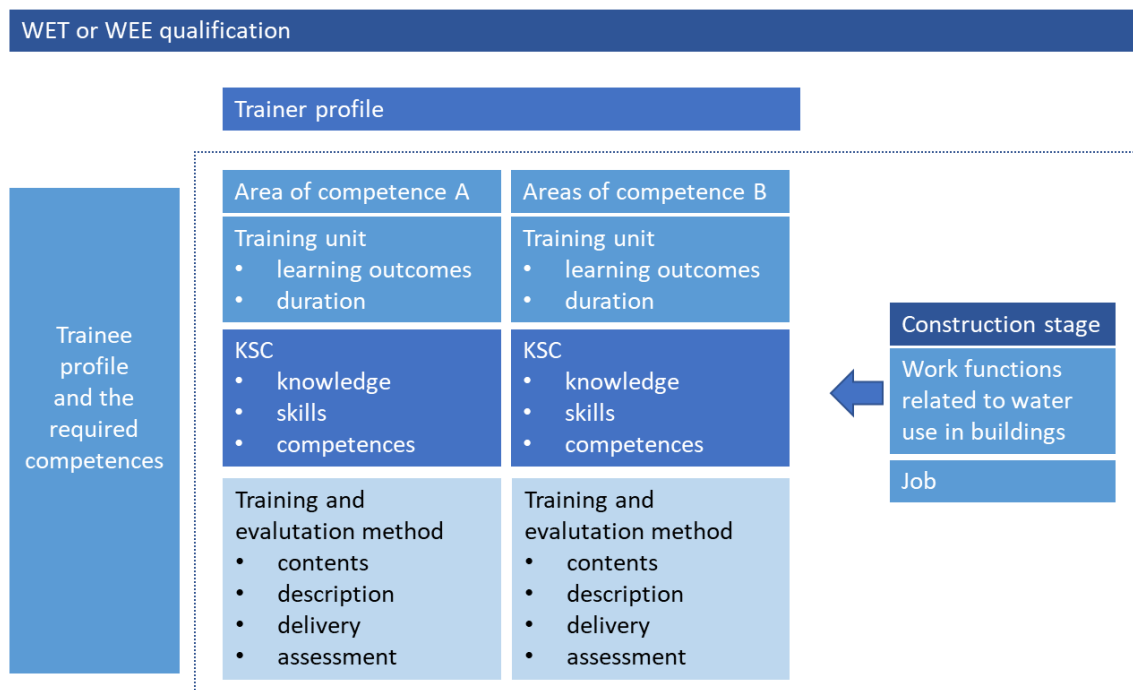 WET or WEE qualification
Trainer profile
Trainee
profile
and the
required
competences
Area of competence A
Training unit
• learning outcomes
• duration
KSC
• knowledge
• skills
• competences
Training and
evalutation method
• contents
• description
• delivery
• assessment
Areas of competence B
Training unit
• learning outcomes
• duration
KSC
• knowledge
• skills
• competences
Training and
evalutation method
• contents
• description
• delivery
• assessment
Construction stage
Work functions
related to water
use in buildings
Job